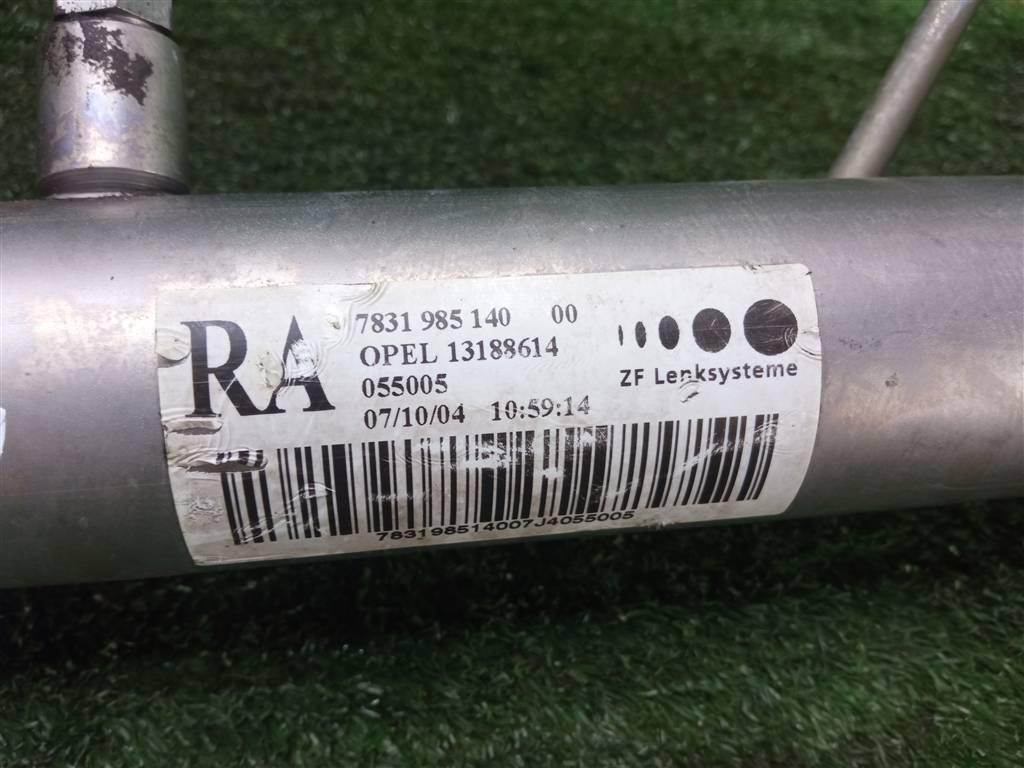 RA
7831 985 140 00
OPEL 13188614
055005
07/10/04 10:59:14
ZF Lenksysteme
783198514007J4055005